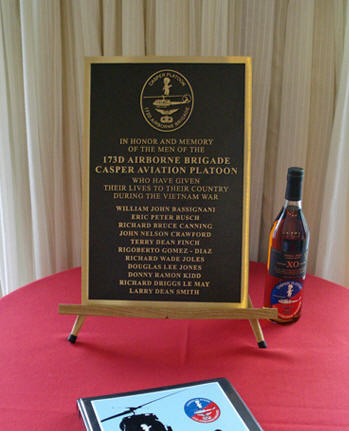 CASPER PLATOON
173D AIRBORNE BRIGADE
IN HONOR AND MEMORY
OF THE MEN OF THE
173D AIRBORNE BRIGADE
CASPER AVIATION PLATOON
WHO HAVE GIVEN
THEIR LIVES TO THEIR COUNTRY
DURING THE VIETNAM WAR
WILLIAM JOHN BASSIGNANI
ERIC PETER BUSCH
RICHARD BRUCE CANNING
JOHN NELSON CRAWFORD
TERRY DEAN FINCH
RIGOBERTO GOMEZ - DIAZ
RICHARD WADE JOLES
DOUGLAS LEE JONES
DONNY RAMON KIDD
RICHARD DRIGGS LE MAY
LARRY DEAN SMITH
XO